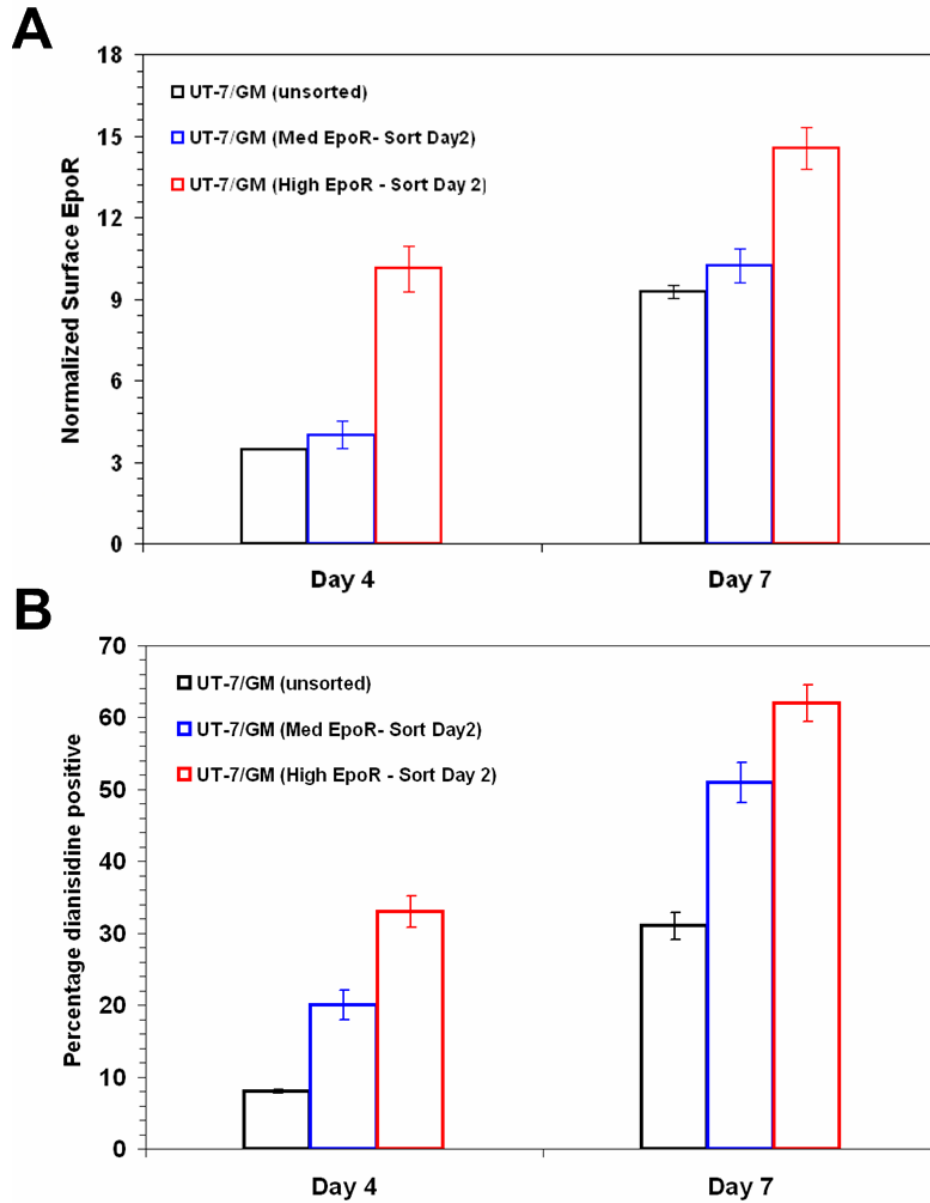 A
Normalized Surface EpoR
18
15
12
9
6
3
0
UT-7/GM (unsorted)
UT-7/GM (Med EpoR- Sort Day2)
UT-7/GM (High EpoR - Sort Day 2)
Day 4
Day 7
B
Percentage dianisidine positive
70
60
50
40
30
20
10
0
UT-7/GM (unsorted)
UT-7/GM (Med EpoR- Sort Day2)
UT-7/GM (High EpoR - Sort Day 2)
Day 4
Day 7